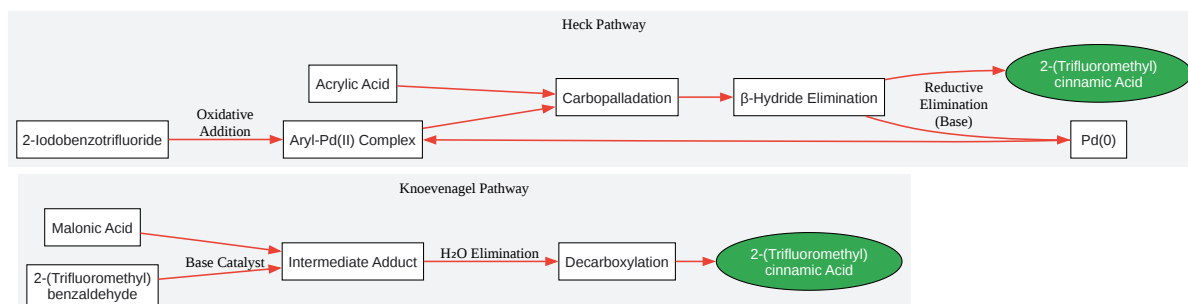 Heck Pathway
2-(Trifluoromethyl)
cinnamic Acid
Acrylic Acid
Carbopalladation
β-Hydride Elimination
Reductive
Elimination
(Base)
Oxidative
Addition
2-Iodobenzotrifluoride
Aryl-Pd(II) Complex
Pd(0)
Knoevenagel Pathway
Malonic Acid
Base Catalyst
Intermediate Adduct
H₂O Elimination
Decarboxylation
2-(Trifluoromethyl)
cinnamic Acid
2-(Trifluoromethyl)
benzaldehyde